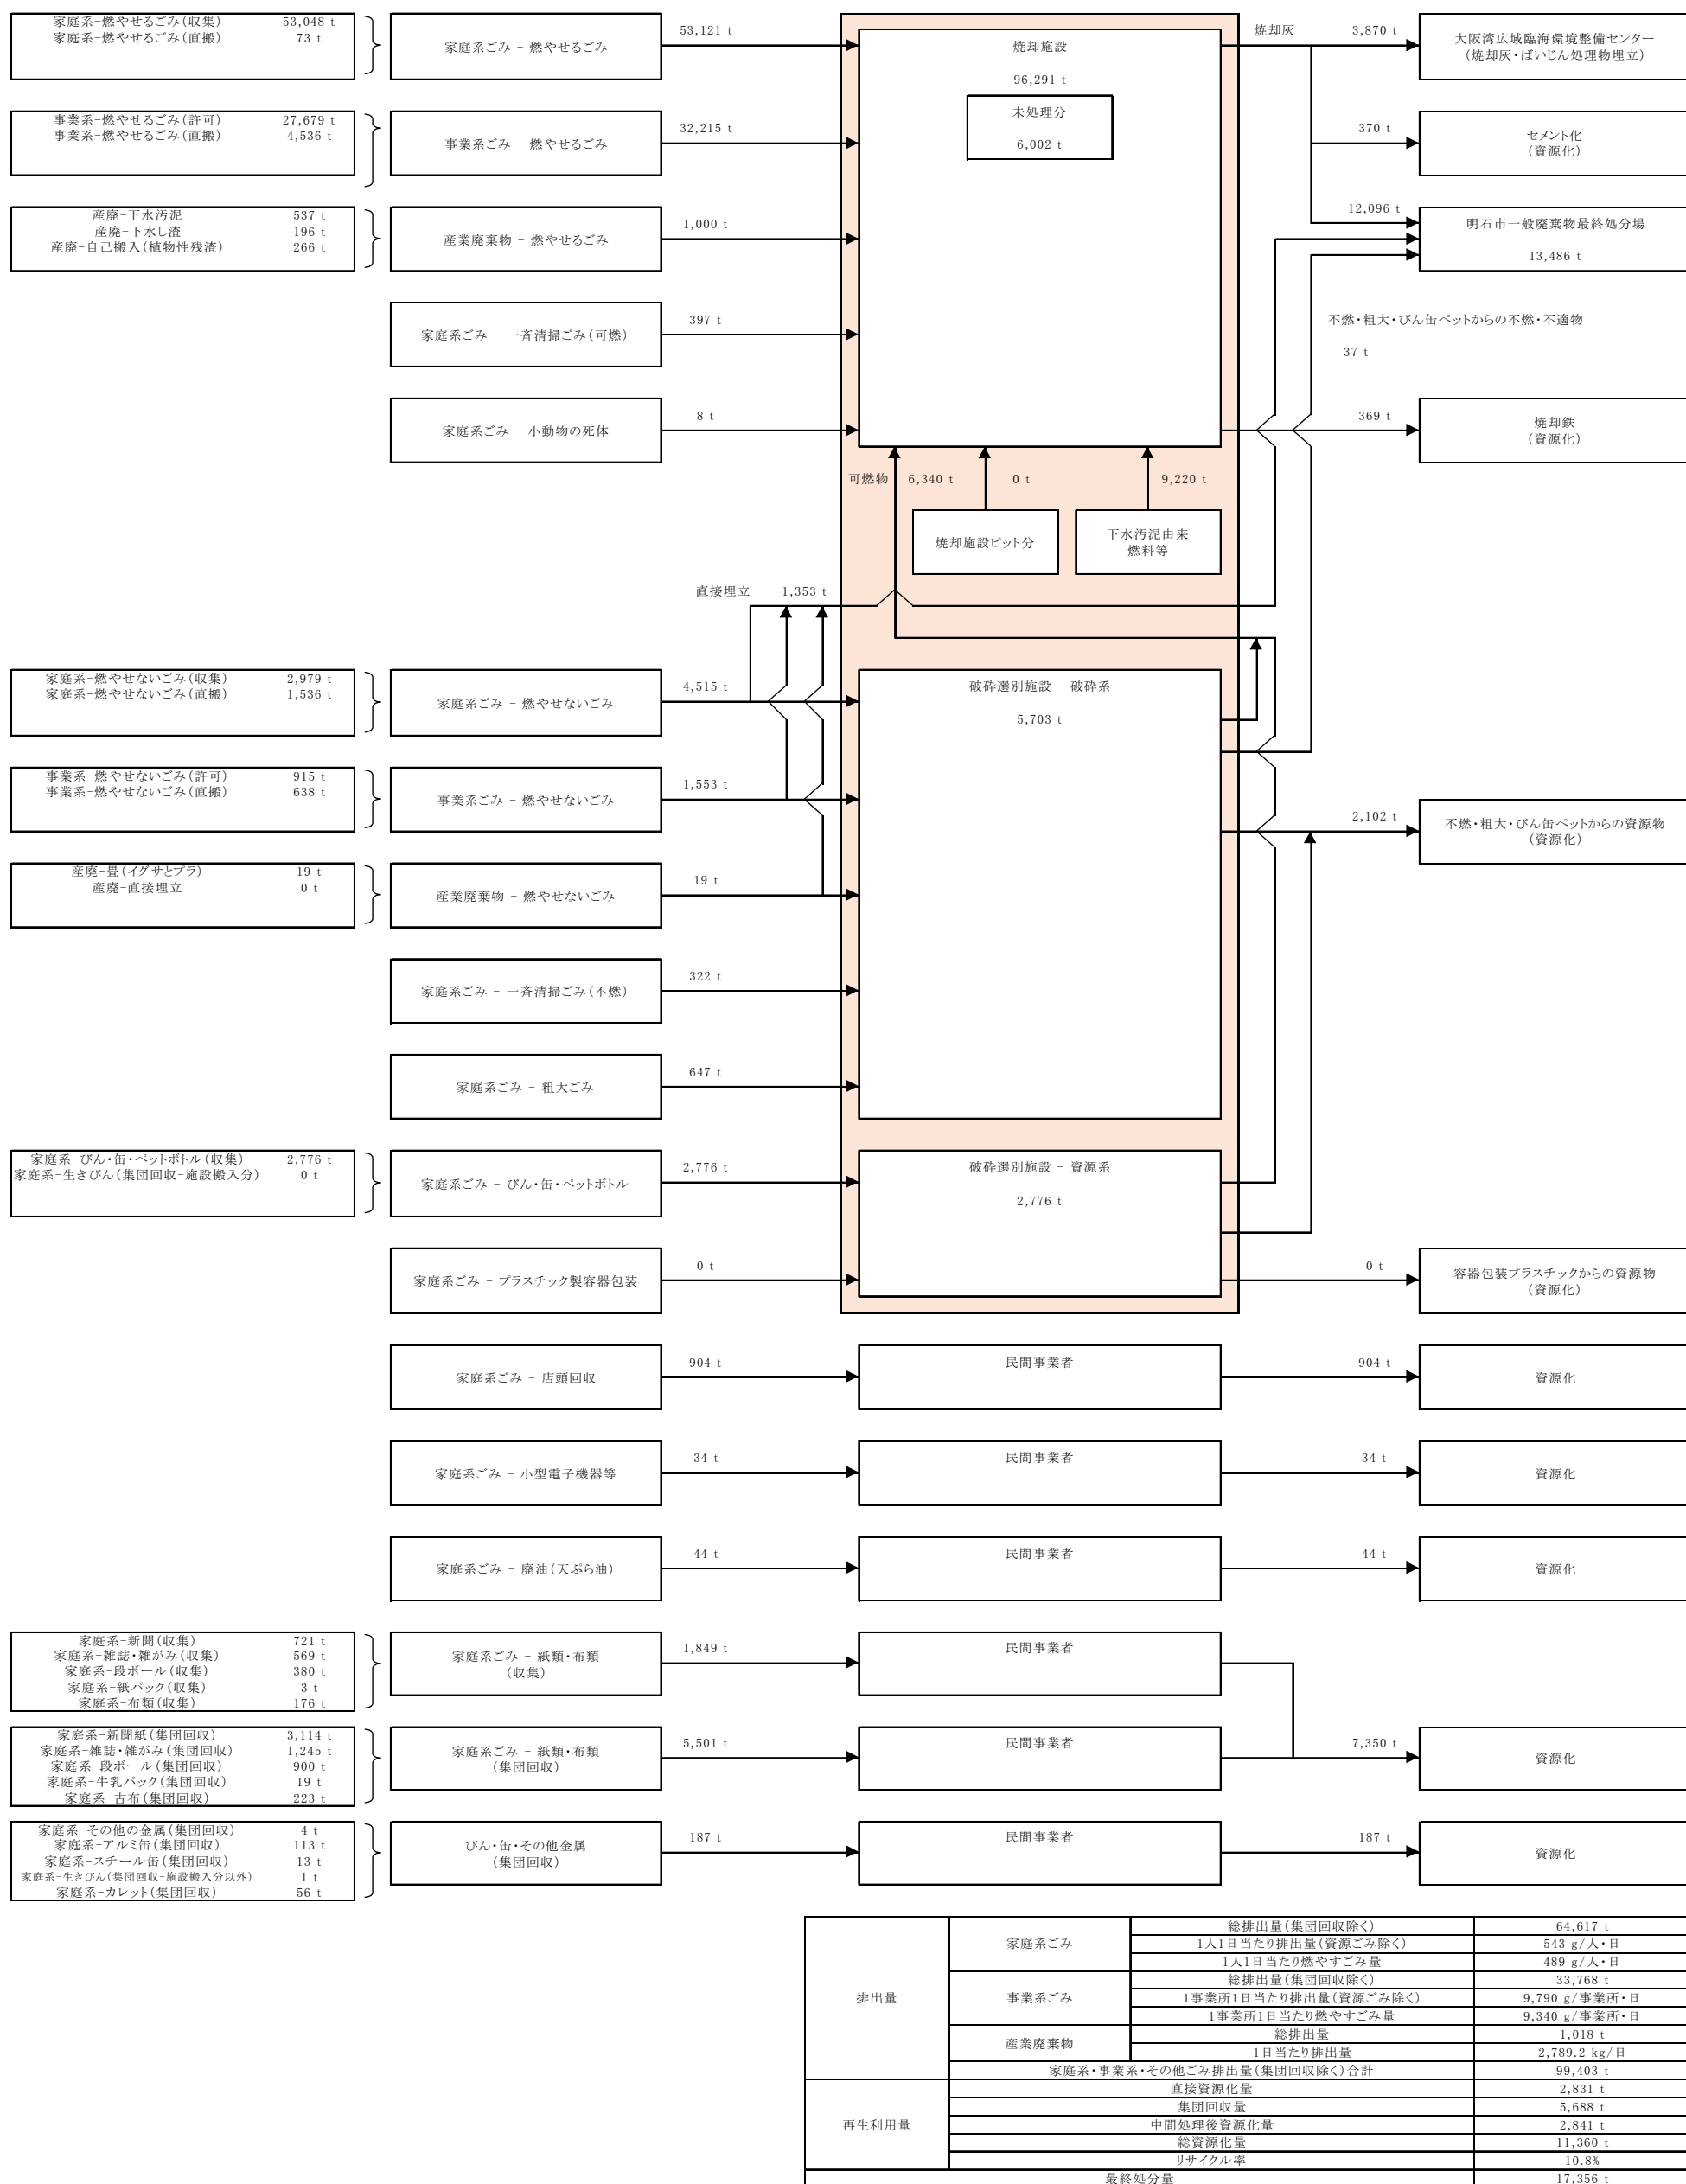 家庭系-燃やせるごみ(収集) 53,048 t
家庭系-燃やせるごみ(直搬) 73 t
家庭系ごみ - 燃やせるごみ
53,121 t
焼却施設
96,291 t
未処理分
6,002 t
焼却灰 3,870 t
大阪湾広域臨海環境整備センター
(焼却灰・ばいじん処理物埋立)
事業系-燃やせるごみ(許可) 27,679 t
事業系-燃やせるごみ(直搬) 4,536 t
事業系ごみ - 燃やせるごみ
32,215 t
370 t
セメント化
(資源化)
産廃-下水汚泥 537 t
産廃-下水し渣 196 t
産廃-自己搬入(植物性残渣) 266 t
産業廃棄物 - 燃やせるごみ
1,000 t
12,096 t
明石市一般廃棄物最終処分場
13,486 t
家庭系ごみ - 一斉清掃ごみ(可燃)
397 t
不燃・粗大・びん缶ペットからの不燃・不適物
37 t
家庭系ごみ - 小動物の死体
8 t
369 t
焼却鉄
(資源化)
可燃物 6,340 t
0 t
9,220 t
焼却施設ピット分
下水汚泥由来
燃料等
直接埋立 1,353 t
家庭系-燃やせないごみ(収集) 2,979 t
家庭系-燃やせないごみ(直搬) 1,536 t
家庭系ごみ - 燃やせないごみ
4,515 t
破砕選別施設 - 破砕系
5,703 t
事業系-燃やせないごみ(許可) 915 t
事業系-燃やせないごみ(直搬) 638 t
事業系ごみ - 燃やせないごみ
1,553 t
2,102 t
不燃・粗大・びん缶ペットからの資源物
(資源化)
産廃-畳(イグサとプラ) 19 t
産廃-直接埋立 0 t
産業廃棄物 - 燃やせないごみ
19 t
家庭系ごみ - 一斉清掃ごみ(不燃)
322 t
家庭系ごみ - 粗大ごみ
647 t
家庭系-びん・缶・ペットボトル(収集) 2,776 t
家庭系-生きびん(集団回収-施設搬入分) 0 t
家庭系ごみ - びん・缶・ペットボトル
2,776 t
破砕選別施設 - 資源系
2,776 t
家庭系ごみ - プラスチック製容器包装
0 t
0 t
容器包装プラスチックからの資源物
(資源化)
家庭系ごみ - 店頭回収
904 t
民間事業者
904 t
資源化
家庭系ごみ - 小型電子機器等
34 t
民間事業者
34 t
資源化
家庭系ごみ - 廃油(天ぷら油)
44 t
民間事業者
44 t
資源化
家庭系-新聞(収集) 721 t
家庭系-雑誌・雑がみ(収集) 569 t
家庭系-段ボール(収集) 380 t
家庭系-紙パック(収集) 3 t
家庭系-布類(収集) 176 t
家庭系ごみ - 紙類・布類
(収集)
1,849 t
民間事業者
家庭系-新聞紙(集団回収) 3,114 t
家庭系-雑誌・雑がみ(集団回収) 1,245 t
家庭系-段ボール(集団回収) 900 t
家庭系-牛乳パック(集団回収) 19 t
家庭系-古布(集団回収) 223 t
家庭系ごみ - 紙類・布類
(集団回収)
5,501 t
民間事業者
7,350 t
資源化
家庭系-その他の金属(集団回収) 4 t
家庭系-アルミ缶(集団回収) 113 t
家庭系-スチール缶(集団回収) 13 t
家庭系-生きびん(集団回収-施設搬入分以外) 1 t
家庭系-カレット(集団回収) 56 t
びん・缶・その他金属
(集団回収)
187 t
民間事業者
187 t
資源化
排出量
家庭系ごみ
総排出量(集団回収除く) 64,617 t
1人1日当たり排出量(資源ごみ除く) 543 g/人・日
1人1日当たり燃やすごみ量 489 g/人・日
事業系ごみ
総排出量(集団回収除く) 33,768 t
1事業所1日当たり排出量(資源ごみ除く) 9,790 g/事業所・日
1事業所1日当たり燃やすごみ量 9,340 g/事業所・日
産業廃棄物
総排出量 1,018 t
1日当たり排出量 2,789.2 kg/日
家庭系・事業系・その他ごみ排出量(集団回収除く)合計 99,403 t
再生利用量
直接資源化量 2,831 t
集団回収量 5,688 t
中間処理後資源化量 2,841 t
総資源化量 11,360 t
リサイクル率 10.8%
最終処分量 17,356 t